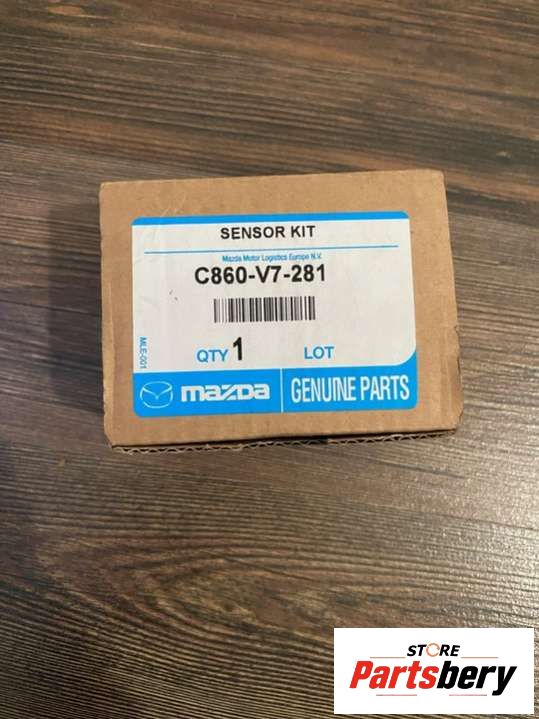 SENSOR KIT
Mazda Motor Logistics Europe N.V.
C860-V7-281
MLE-001
QTY 1 LOT
mazda GENUINE PARTS
STORE
Partsbery